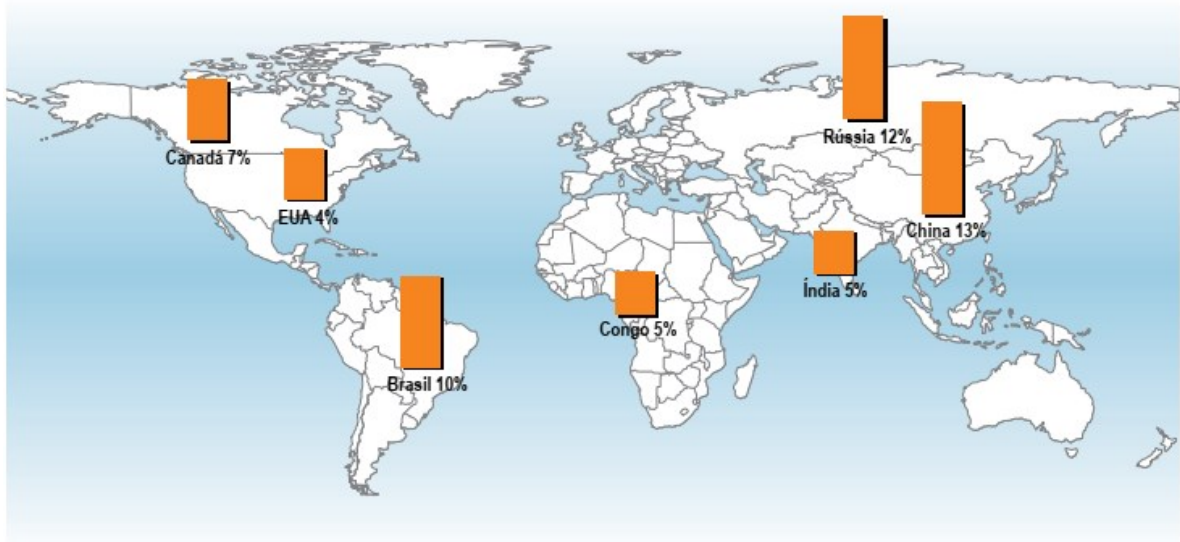 Rússia 12%
Canadá 7%
EUA 4%
China 13%
Índia 5%
Congo 5%
Brasil 10%